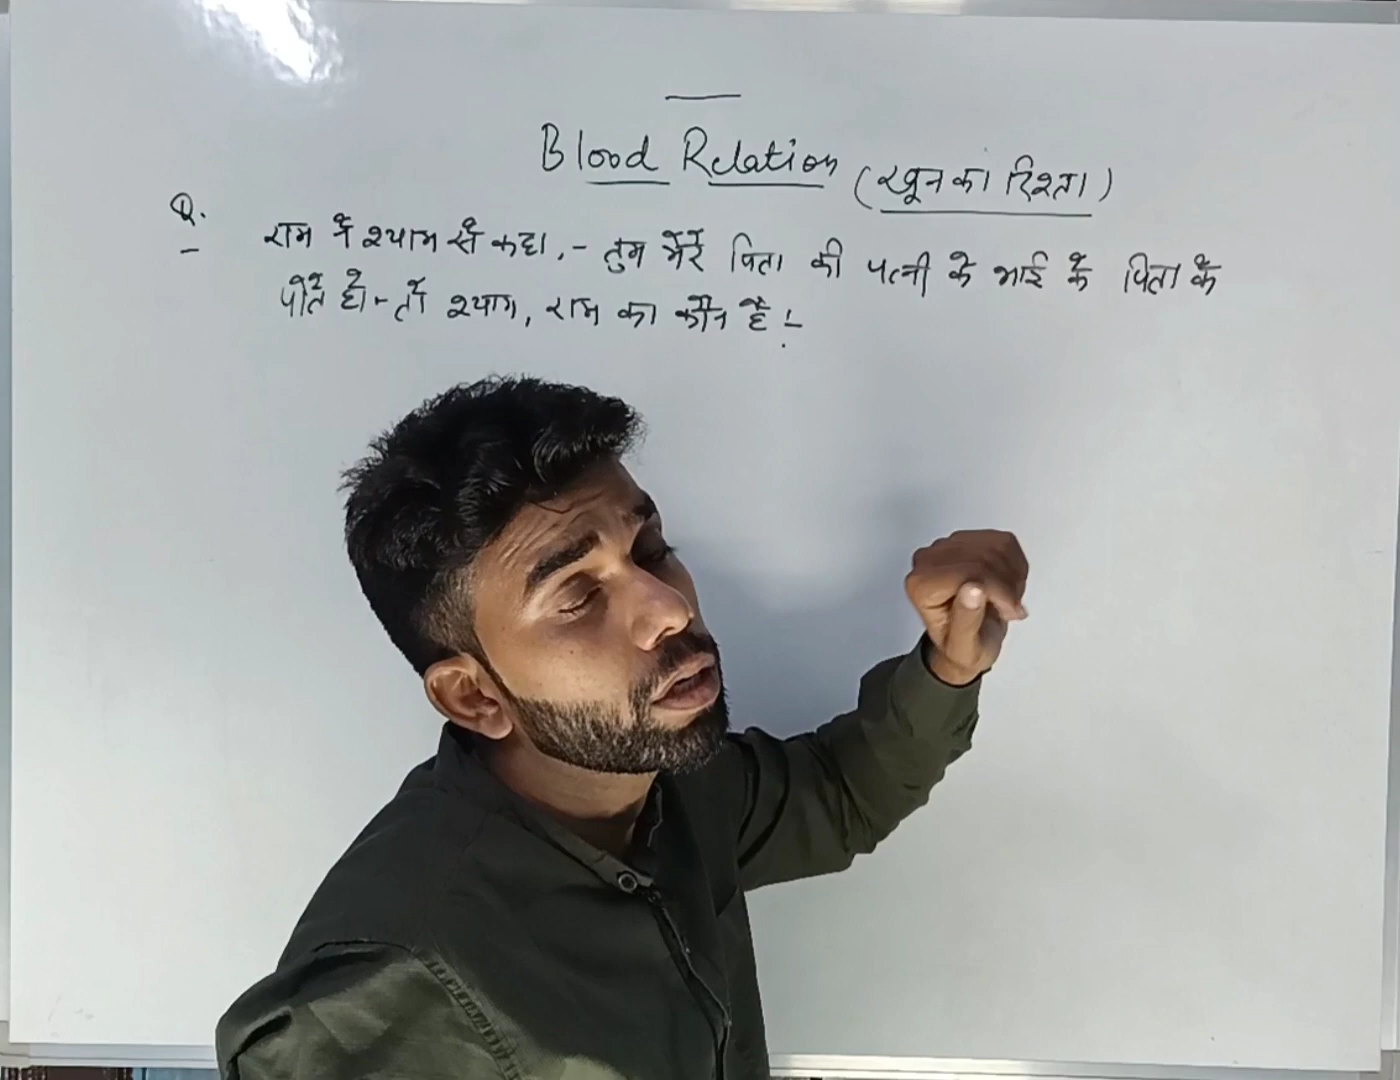 Blood Relation (खून का रिश्ता)
Q. राम ने श्याम से कहा,- तुम मेरे पिता की पत्नी के भाई के पिता के
पोते हो- तो श्याम, राम का कौन है :-